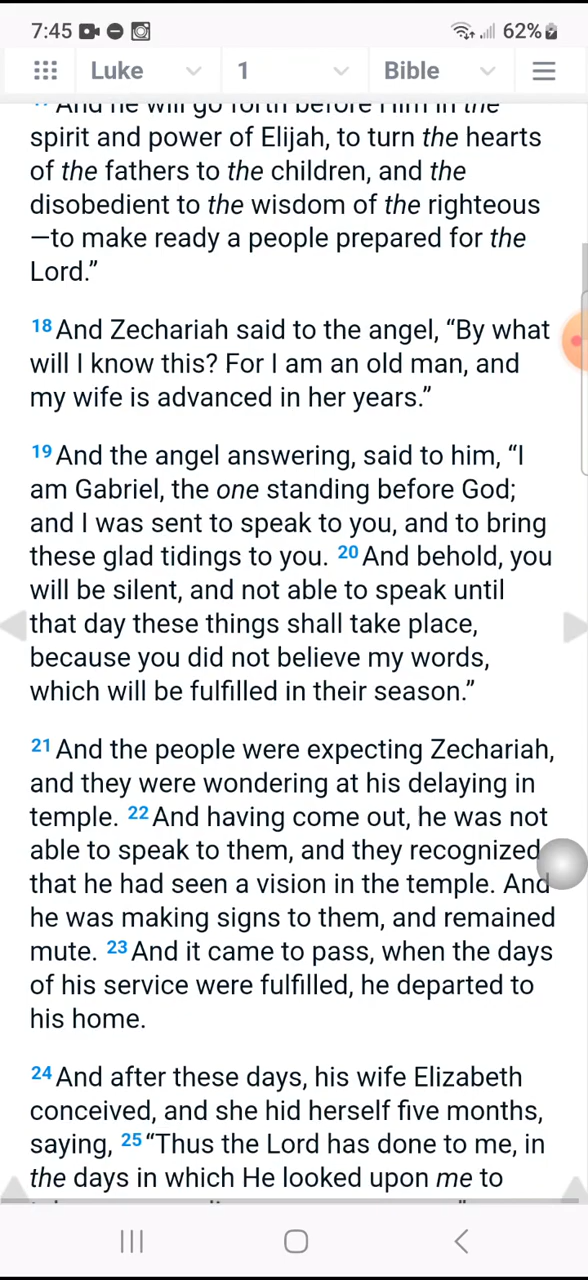 7:45 62%
Luke 1 Bible
17 And he will go forth before Him in the
spirit and power of Elijah, to turn the hearts
of the fathers to the children, and the
disobedient to the wisdom of the righteous
—to make ready a people prepared for the
Lord.”
18 And Zechariah said to the angel, “By what
will I know this? For I am an old man, and
my wife is advanced in her years.”
19 And the angel answering, said to him, “I
am Gabriel, the one standing before God;
and I was sent to speak to you, and to bring
these glad tidings to you. 20 And behold, you
will be silent, and not able to speak until
that day these things shall take place,
because you did not believe my words,
which will be fulfilled in their season.”
21 And the people were expecting Zechariah,
and they were wondering at his delaying in
temple. 22 And having come out, he was not
able to speak to them, and they recognized
that he had seen a vision in the temple. And
he was making signs to them, and remained
mute. 23 And it came to pass, when the days
of his service were fulfilled, he departed to
his home.
24 And after these days, his wife Elizabeth
conceived, and she hid herself five months,
saying, 25 “Thus the Lord has done to me, in
the days in which He looked upon me to